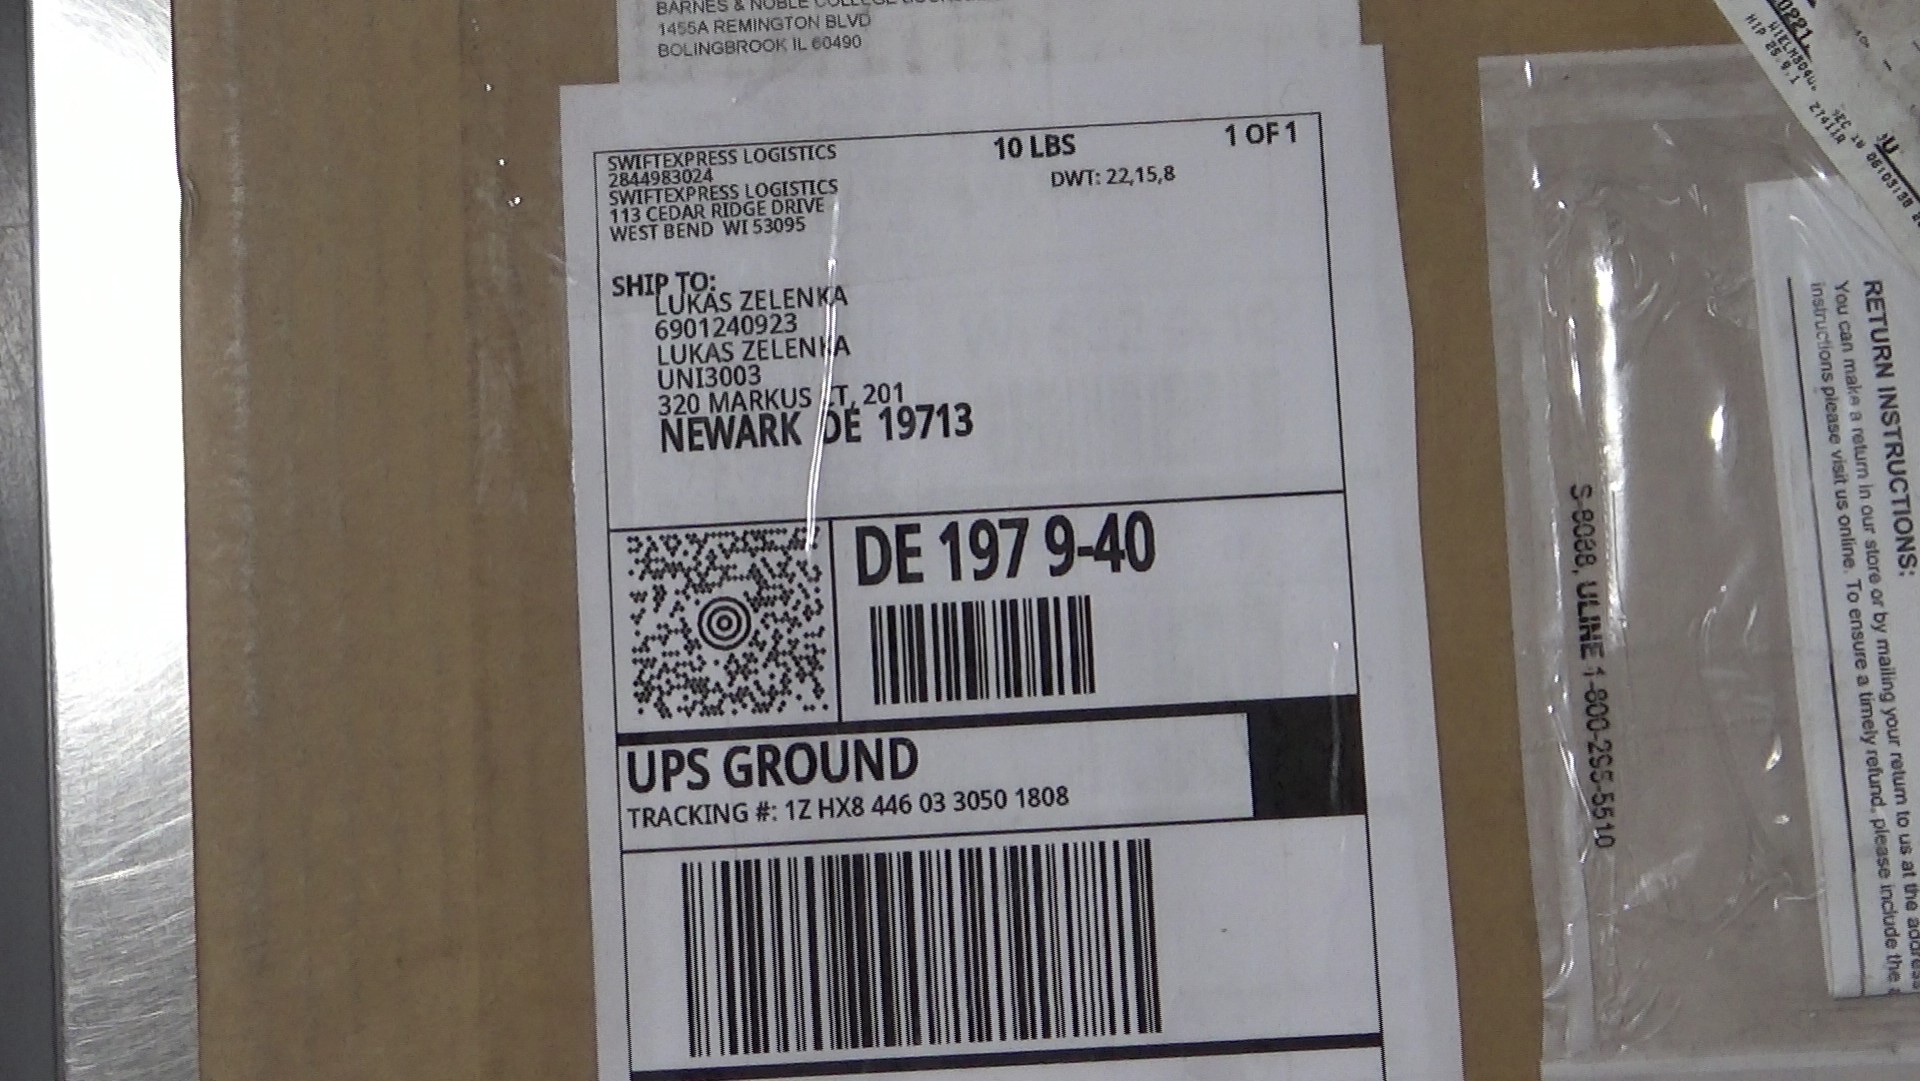 BARNES & NOBLE COLLEGE
1455A REMINGTON BLVD
BOLINGBROOK IL 60490
SWIFTEXPRESS LOGISTICS
2844983024
SWIFTEXPRESS LOGISTICS
113 CEDAR RIDGE DRIVE
WEST BEND WI 53095
10 LBS
1 OF 1
DWT: 22,15,8
SHIP TO:
LUKAS ZELENKA
6901240923
LUKAS ZELENKA
UNI3003
320 MARKUS CT, 201
NEWARK DE 19713
DE 197 9-40
UPS GROUND
TRACKING #: 1Z HX8 446 03 3050 1808
S-8088, ULINE 1-800-295-5510
RETURN INSTRUCTIONS:
You can make a return in our store or by mailing your return to us at the
instructions please visit us online. To ensure a timely refund, please include the